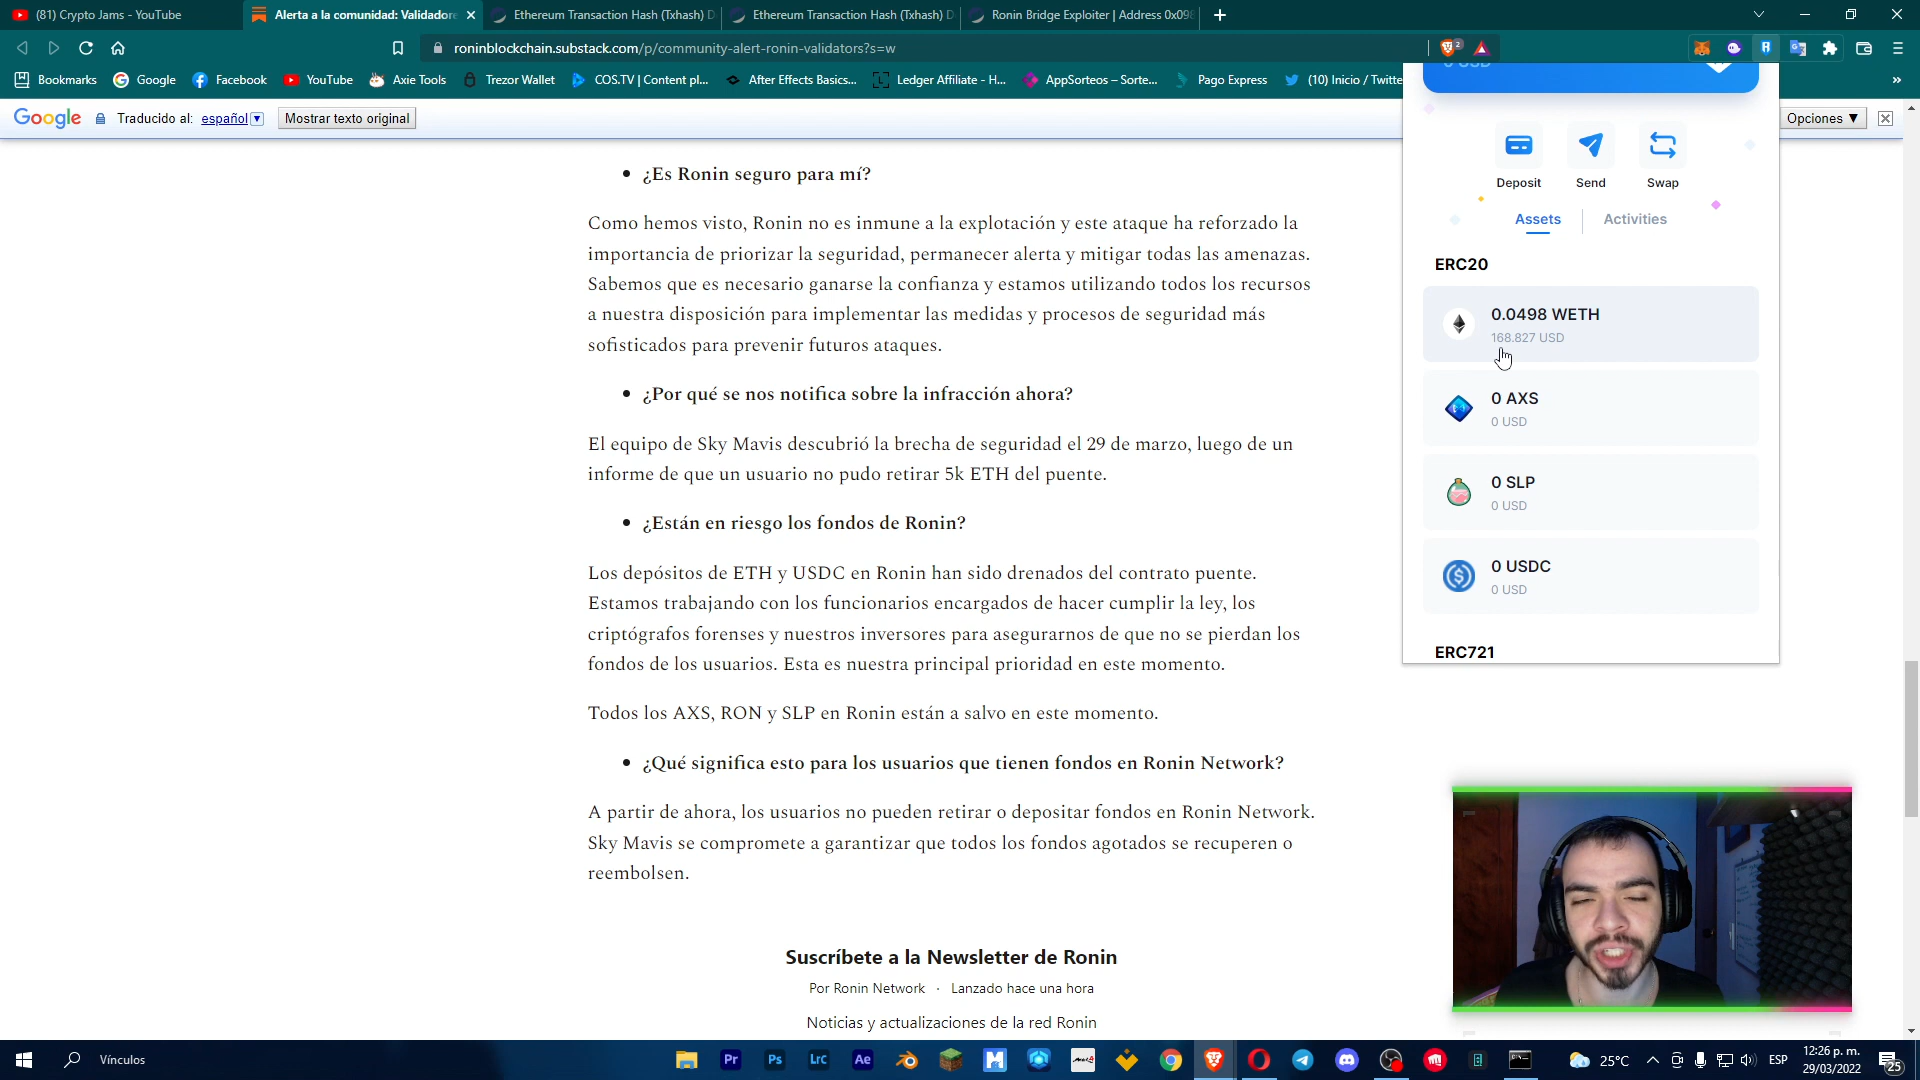 (81) Crypto Jams - YouTube
Alerta a la comunidad: Validadore
Ethereum Transaction Hash (Txhash) D
Ethereum Transaction Hash (Txhash) D
Ronin Bridge Exploiter | Address 0x098
roninblockchain.substack.com/p/community-alert-ronin-validators?s=w
2
Bookmarks
Google
Facebook
YouTube
Axie Tools
Trezor Wallet
COS.TV | Content pl...
After Effects Basics...
Ledger Affiliate - H...
AppSorteos – Sorte...
Pago Express
(10) Inicio / Twitte
»
Google
Traducido al: español
Mostrar texto original
Opciones ▼
• ¿Es Ronin seguro para mí?
Como hemos visto, Ronin no es inmune a la explotación y este ataque ha reforzado la
importancia de priorizar la seguridad, permanecer alerta y mitigar todas las amenazas.
Sabemos que es necesario ganarse la confianza y estamos utilizando todos los recursos
a nuestra disposición para implementar las medidas y procesos de seguridad más
sofisticados para prevenir futuros ataques.
• ¿Por qué se nos notifica sobre la infracción ahora?
El equipo de Sky Mavis descubrió la brecha de seguridad el 29 de marzo, luego de un
informe de que un usuario no pudo retirar 5k ETH del puente.
• ¿Están en riesgo los fondos de Ronin?
Los depósitos de ETH y USDC en Ronin han sido drenados del contrato puente.
Estamos trabajando con los funcionarios encargados de hacer cumplir la ley, los
criptógrafos forenses y nuestros inversores para asegurarnos de que no se pierdan los
fondos de los usuarios. Esta es nuestra principal prioridad en este momento.
Todos los AXS, RON y SLP en Ronin están a salvo en este momento.
• ¿Qué significa esto para los usuarios que tienen fondos en Ronin Network?
A partir de ahora, los usuarios no pueden retirar o depositar fondos en Ronin Network.
Sky Mavis se compromete a garantizar que todos los fondos agotados se recuperen o
reembolsen.
Suscríbete a la Newsletter de Ronin
Por Ronin Network · Lanzado hace una hora
Noticias y actualizaciones de la red Ronin
0 USD
Deposit
Send
Swap
Assets
Activities
ERC20
0.0498 WETH
168.827 USD
0 AXS
0 USD
0 SLP
0 USD
0 USDC
0 USD
ERC721
Vínculos
Pr
Ps
Lrc
Ae
25°C
ESP
12:26 p. m.
29/03/2022
25